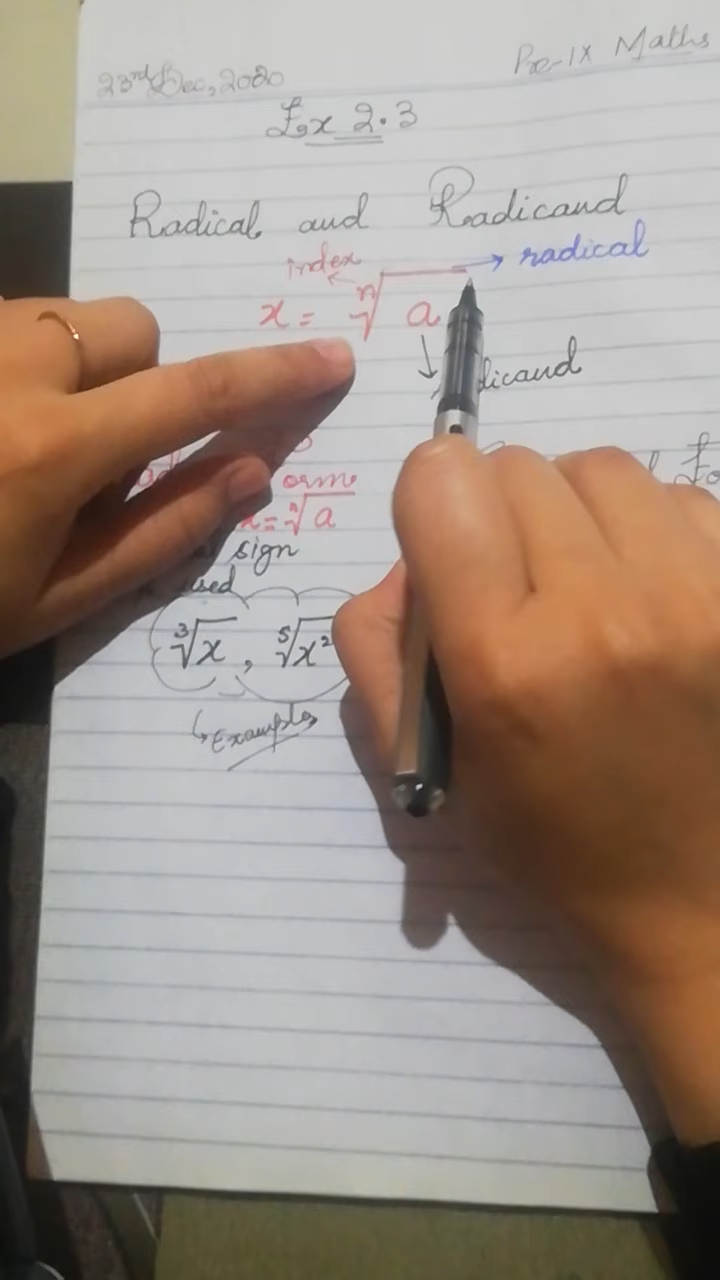 23rd Dec, 2020
Pre-IX Maths
Ex 2.3
Radical and Radicand
index
→ radical
x = ⁿ√a
orm
x = ⁿ√a
sign
used
³√x , ⁵√x²
Examples